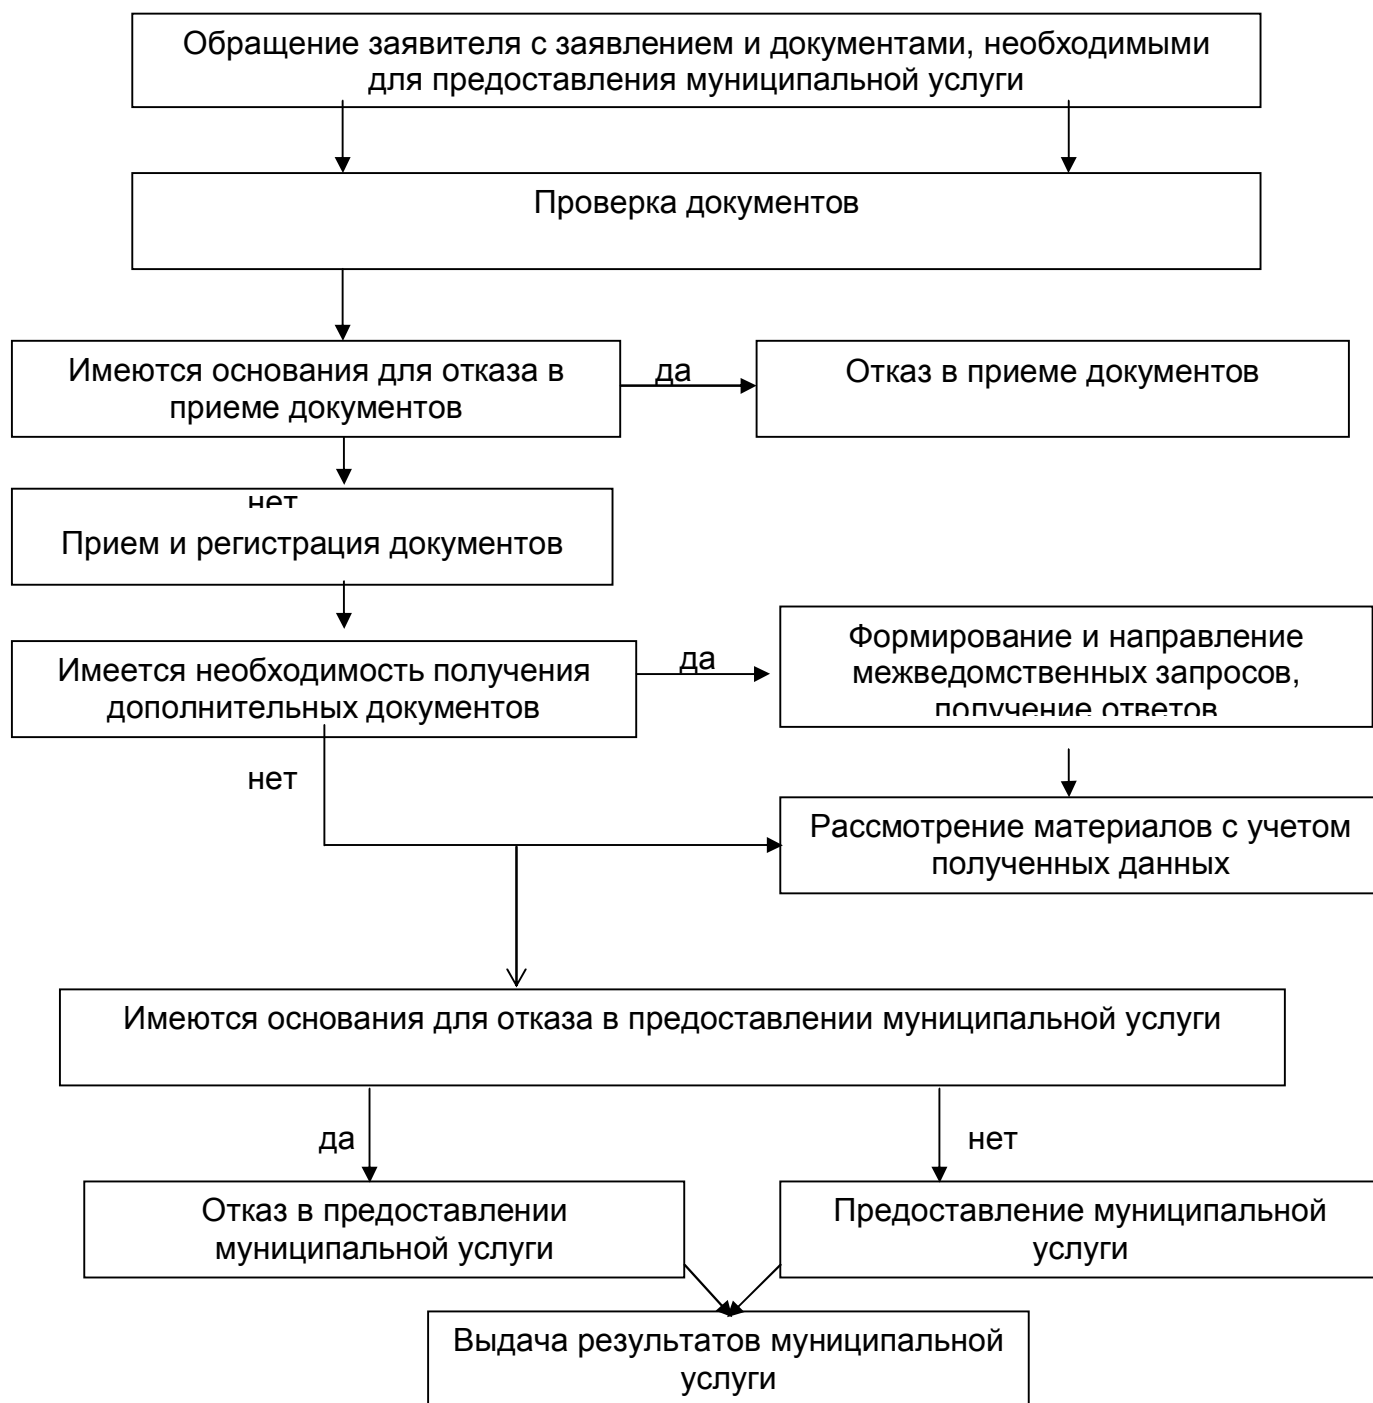 Обращение заявителя с заявлением и документами, необходимыми
для предоставления муниципальной услуги
Проверка документов
Имеются основания для отказа в
приеме документов
да
Отказ в приеме документов
нет
Прием и регистрация документов
Имеется необходимость получения
дополнительных документов
да
Формирование и направление
межведомственных запросов,
получение ответов
нет
Рассмотрение материалов с учетом
полученных данных
Имеются основания для отказа в предоставлении муниципальной услуги
да
нет
Отказ в предоставлении
муниципальной услуги
Предоставление муниципальной
услуги
Выдача результатов муниципальной
услуги